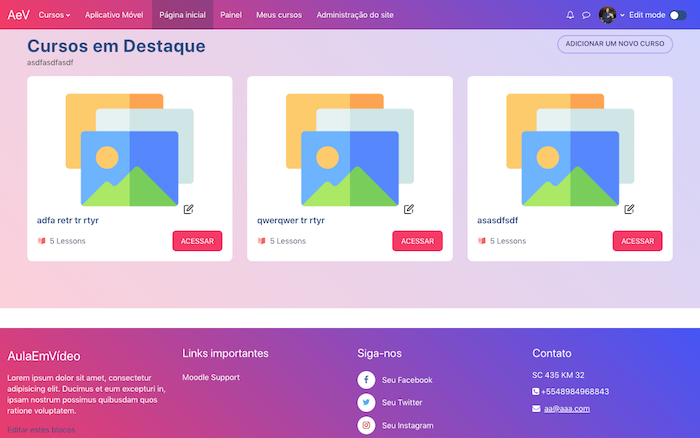 AeV Cursos Aplicativo Móvel Página inicial Painel Meus cursos Administração do site Edit mode
Cursos em Destaque
ADICIONAR UM NOVO CURSO
asdfasdfasdf
adfa retr tr rtyr
5 Lessons
ACESSAR
qwerqwer tr rtyr
5 Lessons
ACESSAR
asasdfsdf
5 Lessons
ACESSAR
AulaEmVídeo
Lorem ipsum dolor sit amet, consectetur
adipisicing elit. Ducimus et eum excepturi in,
iam nostrum possimus quibusdam quos
ratione voluptatem.
Editar estes blocos
Links importantes
Moodle Support
Siga-nos
Seu Facebook
Seu Twitter
Seu Instagram
Contato
SC 435 KM 32
+5548984968843
aa@aaa.com